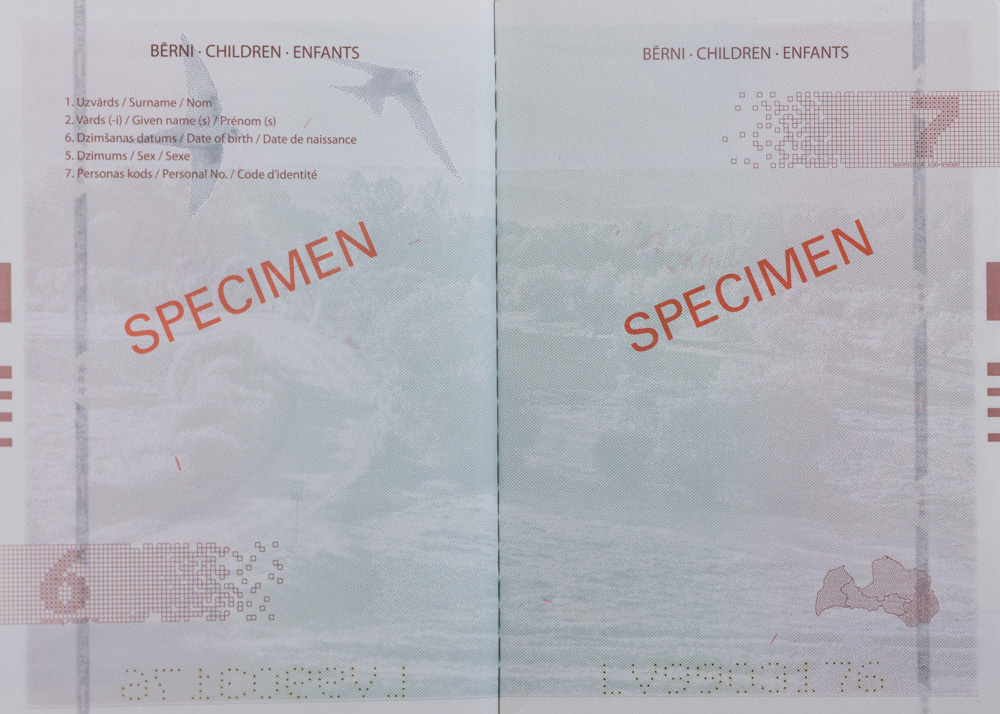 BĒRNI · CHILDREN · ENFANTS
1. Uzvārds / Surname / Nom
2. Vārds (-i) / Given name (s) / Prénom (s)
6. Dzimšanas datums / Date of birth / Date de naissance
5. Dzimums / Sex / Sexe
7. Personas kods / Personal No. / Code d'identité
SPECIMEN
6
BĒRNI · CHILDREN · ENFANTS
7
SPECIMEN
LV99C03176